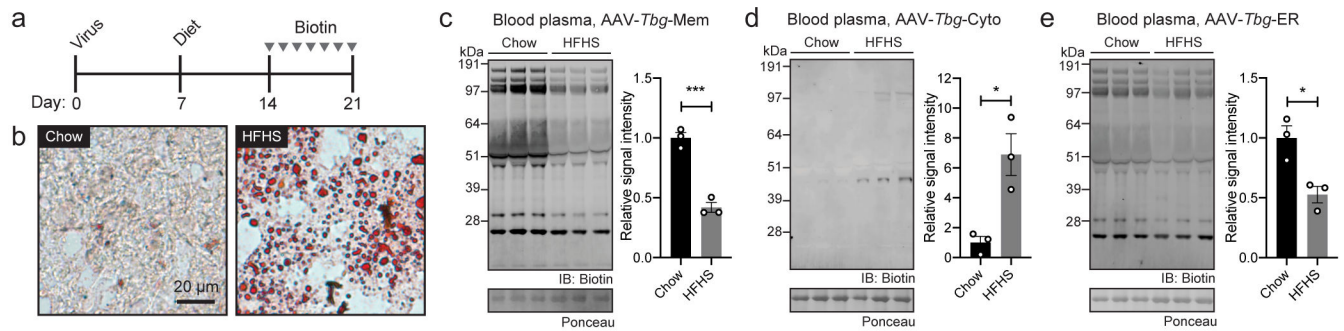 a
Virus
Diet
Biotin
Day: 0 7 14 21
b
Chow
HFHS
20 µm
c
Blood plasma, AAV-Tbg-Mem
kDa
Chow HFHS
191
97
64
51
39
28
IB: Biotin
Ponceau
Relative signal intensity
1.5
1.0
0.5
0.0
***
Chow
HFHS
d
Blood plasma, AAV-Tbg-Cyto
kDa
Chow HFHS
191
97
64
51
39
28
IB: Biotin
Ponceau
Relative signal intensity
12
10
8
6
4
2
0
*
Chow
HFHS
e
Blood plasma, AAV-Tbg-ER
kDa
Chow HFHS
191
97
64
51
39
28
IB: Biotin
Ponceau
Relative signal intensity
1.5
1.0
0.5
0.0
*
Chow
HFHS